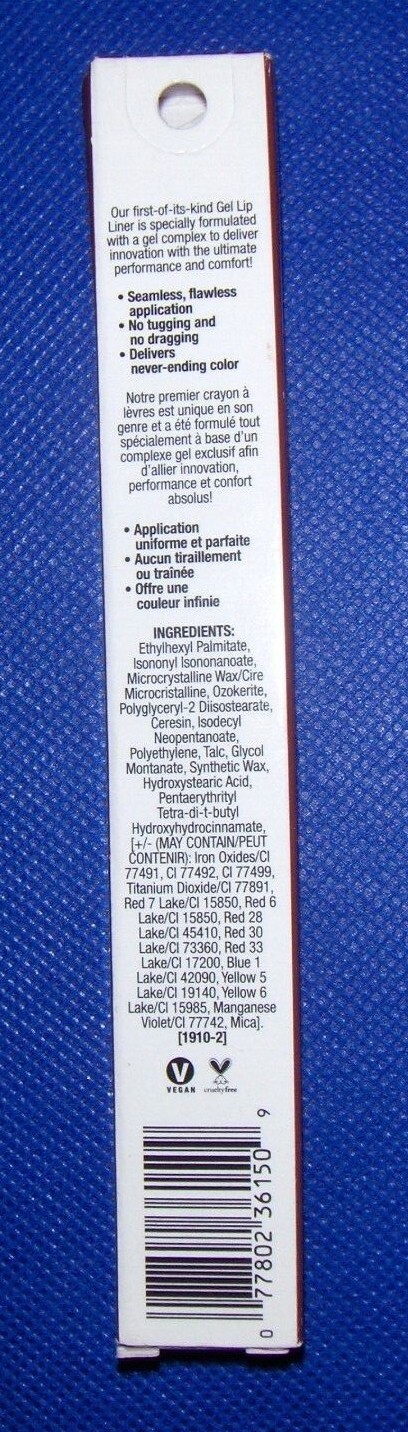 Our first-of-its-kind Gel Lip
Liner is specially formulated
with a gel complex to deliver
innovation with the ultimate
performance and comfort!
• Seamless, flawless
application
• No tugging and
no dragging
• Delivers
never-ending color
Notre premier crayon à
lèvres est unique en son
genre et a été formulé tout
spécialement à base d'un
complexe gel exclusif afin
d'allier innovation,
performance et confort
absolus!
• Application
uniforme et parfaite
• Aucun tiraillement
ou traînée
• Offre une
couleur infinie
INGREDIENTS:
Ethylhexyl Palmitate,
Isononyl Isononanoate,
Microcrystalline Wax/Cire
Microcristalline, Ozokerite,
Polyglyceryl-2 Diisostearate,
Ceresin, Isodecyl
Neopentanoate,
Polyethylene, Talc, Glycol
Montanate, Synthetic Wax,
Hydroxystearic Acid,
Pentaerythrityl
Tetra-di-t-butyl
Hydroxyhydrocinnamate,
[+/- (MAY CONTAIN/PEUT
CONTENIR): Iron Oxides/CI
77491, CI 77492, CI 77499,
Titanium Dioxide/CI 77891,
Red 7 Lake/CI 15850, Red 6
Lake/CI 15850, Red 28
Lake/CI 45410, Red 30
Lake/CI 73360, Red 33
Lake/CI 17200, Blue 1
Lake/CI 42090, Yellow 5
Lake/CI 19140, Yellow 6
Lake/CI 15985, Manganese
Violet/CI 77742, Mica].
[1910-2]
V
VEGAN crueltyfree
0 77802 36150 9